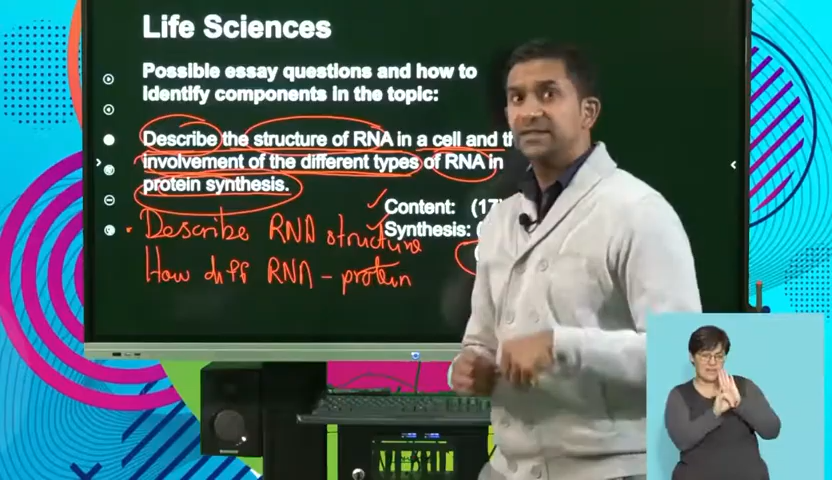 Life Sciences
Possible essay questions and how to
identify components in the topic:
Describe the structure of RNA in a cell and
involvement of the different types of RNA in
protein synthesis.
Content: (17
Synthesis:
Describe RNA structure
How diff RNA - protein